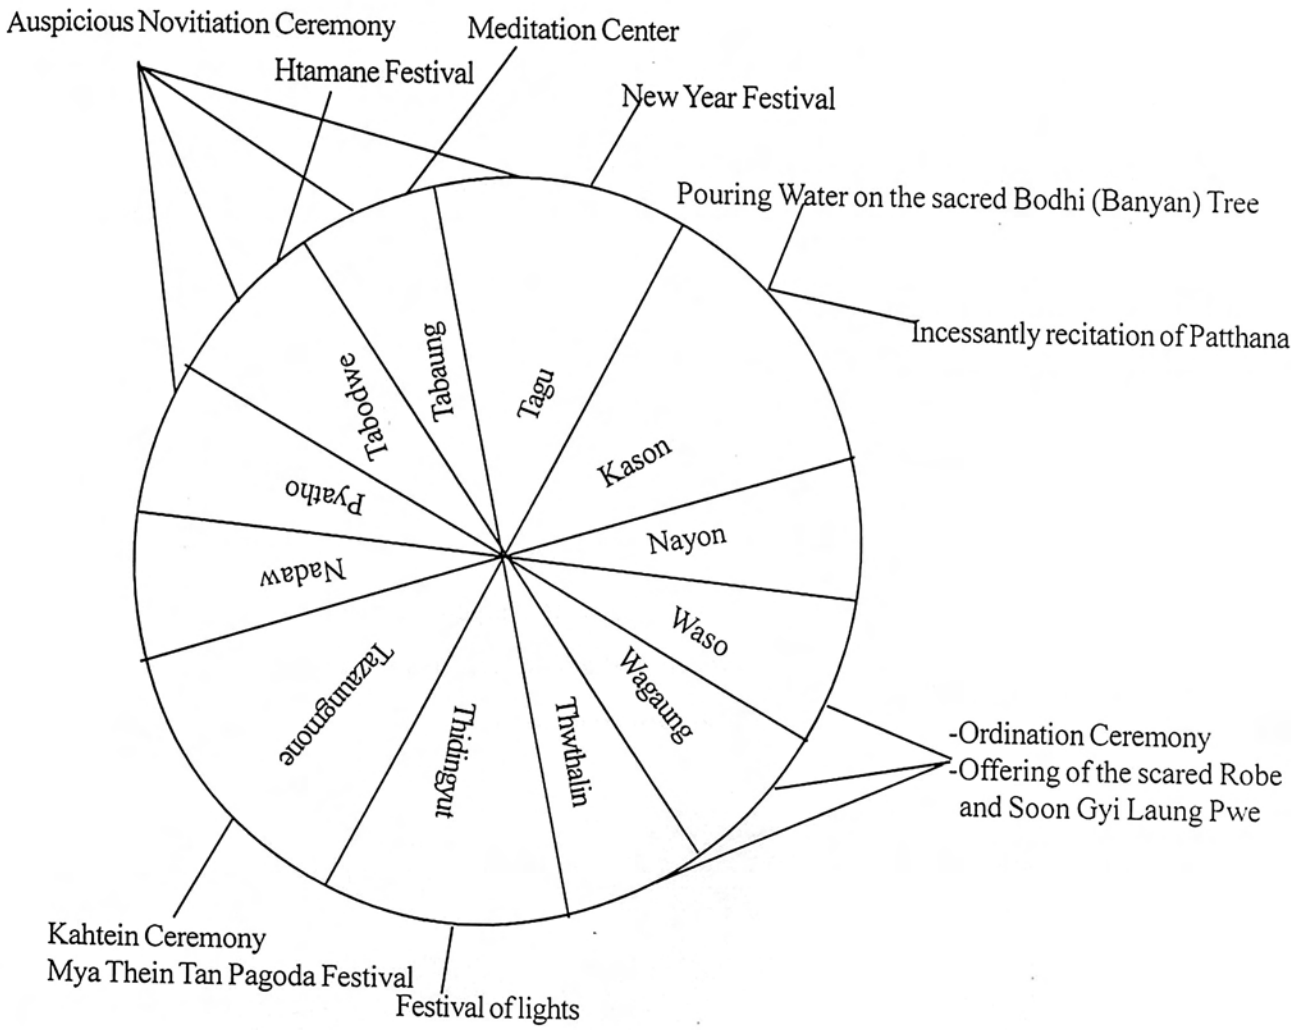 Auspicious Novitiation Ceremony
Meditation Center
Htamane Festival
New Year Festival
Pouring Water on the sacred Bodhi (Banyan) Tree
Incessantly recitation of Patthana
Tabodwe
Tabaung
Tagu
Kason
Pyatho
Nayon
Nadaw
Waso
Wagaung
Tazaungmone
Thidingyut
Thwthalin
-Ordination Ceremony
-Offering of the scared Robe
and Soon Gyi Laung Pwe
Kahtein Ceremony
Mya Thein Tan Pagoda Festival
Festival of lights